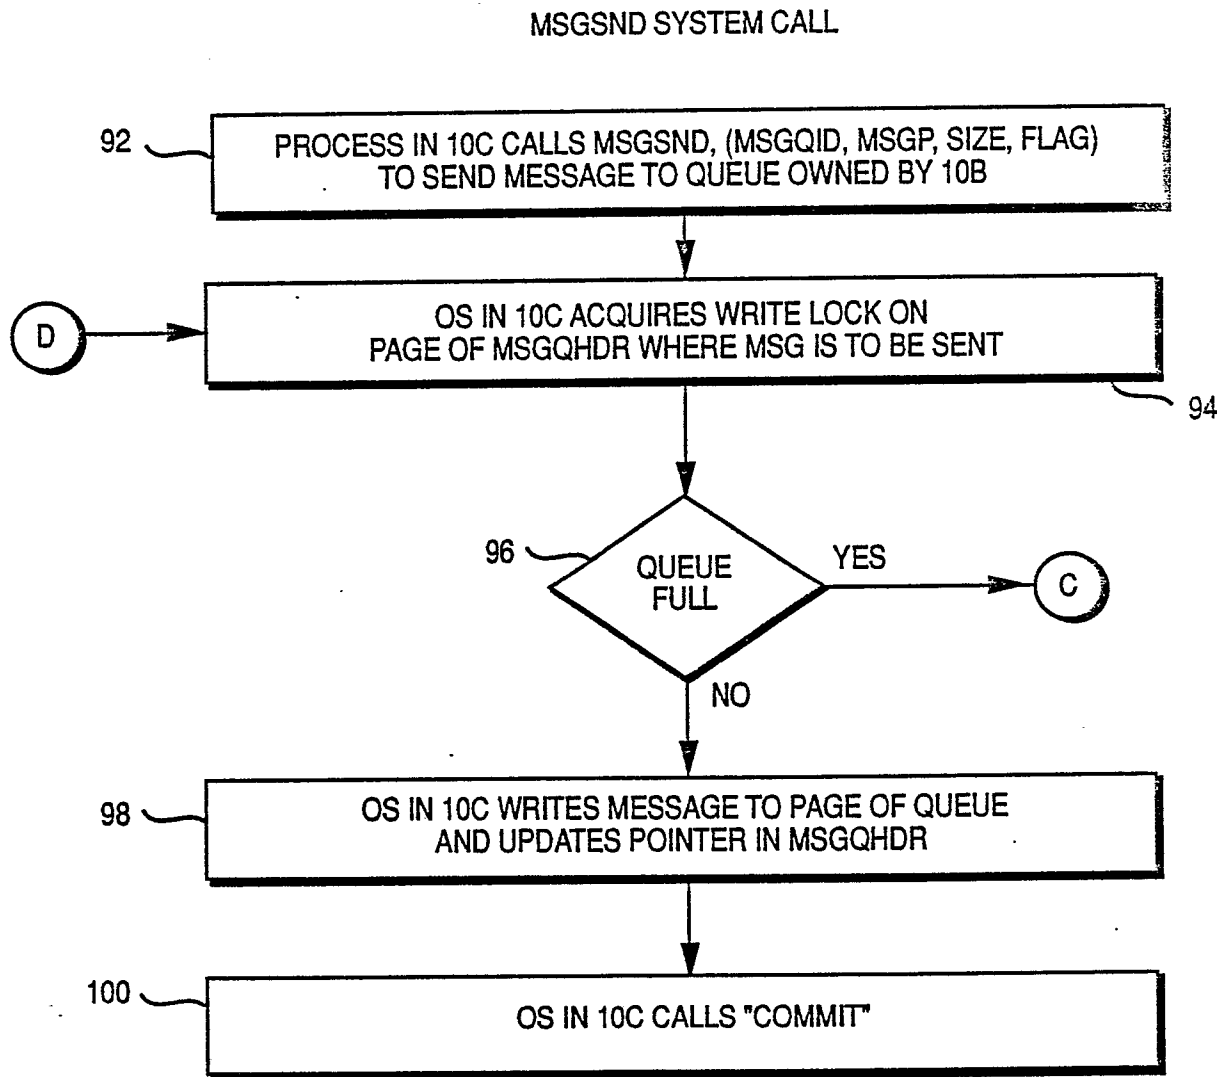 MSGSND SYSTEM CALL
92
PROCESS IN 10C CALLS MSGSND, (MSGQID, MSGP, SIZE, FLAG)
TO SEND MESSAGE TO QUEUE OWNED BY 10B
D
OS IN 10C ACQUIRES WRITE LOCK ON
PAGE OF MSGQHDR WHERE MSG IS TO BE SENT
94
96
QUEUE
FULL
YES
C
NO
98
OS IN 10C WRITES MESSAGE TO PAGE OF QUEUE
AND UPDATES POINTER IN MSGQHDR
100
OS IN 10C CALLS "COMMIT"